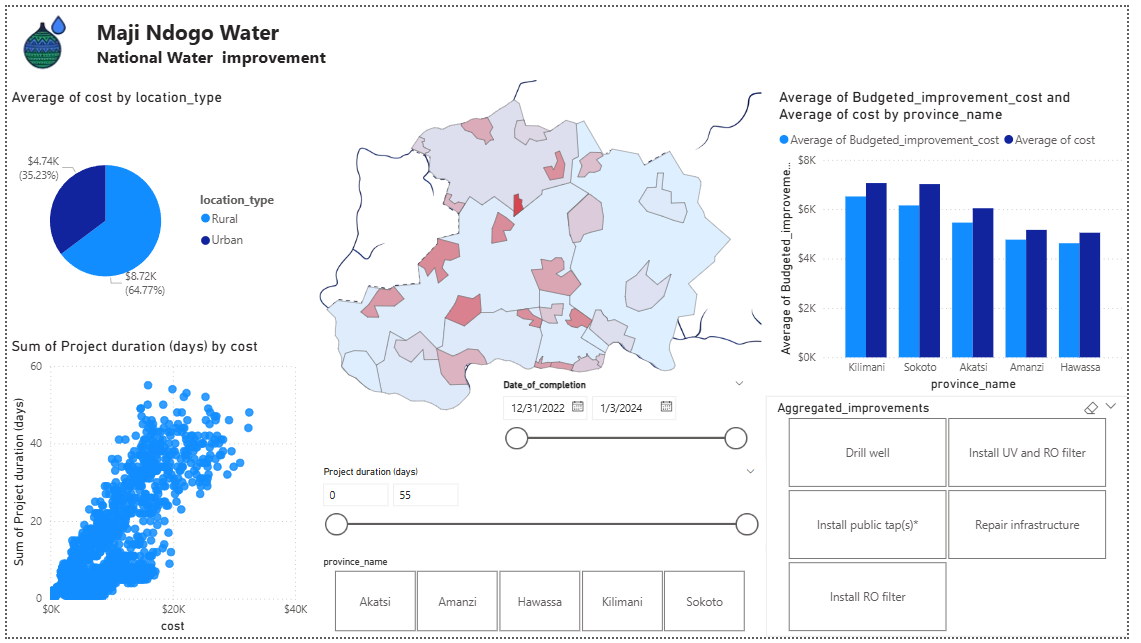 Maji Ndogo Water
National Water  improvement
Average of cost by location_type
$4.74K
(35.23%)
location_type
Rural
Urban
$8.72K
(64.77%)
Sum of Project duration (days) by cost
Sum of Project duration (days)
60
40
20
0
$0K
$20K
$40K
cost
Average of Budgeted_improvement_cost and
Average of cost by province_name
Average of Budgeted_improvement_cost
Average of cost
Average of Budgeted_improveme...
$8K
$6K
$4K
$2K
$0K
Kilimani
Sokoto
Akatsi
Amanzi
Hawassa
province_name
Date_of_completion
12/31/2022
1/3/2024
Project duration (days)
0
55
province_name
Akatsi
Amanzi
Hawassa
Kilimani
Sokoto
Aggregated_improvements
Drill well
Install UV and RO filter
Install public tap(s)*
Repair infrastructure
Install RO filter